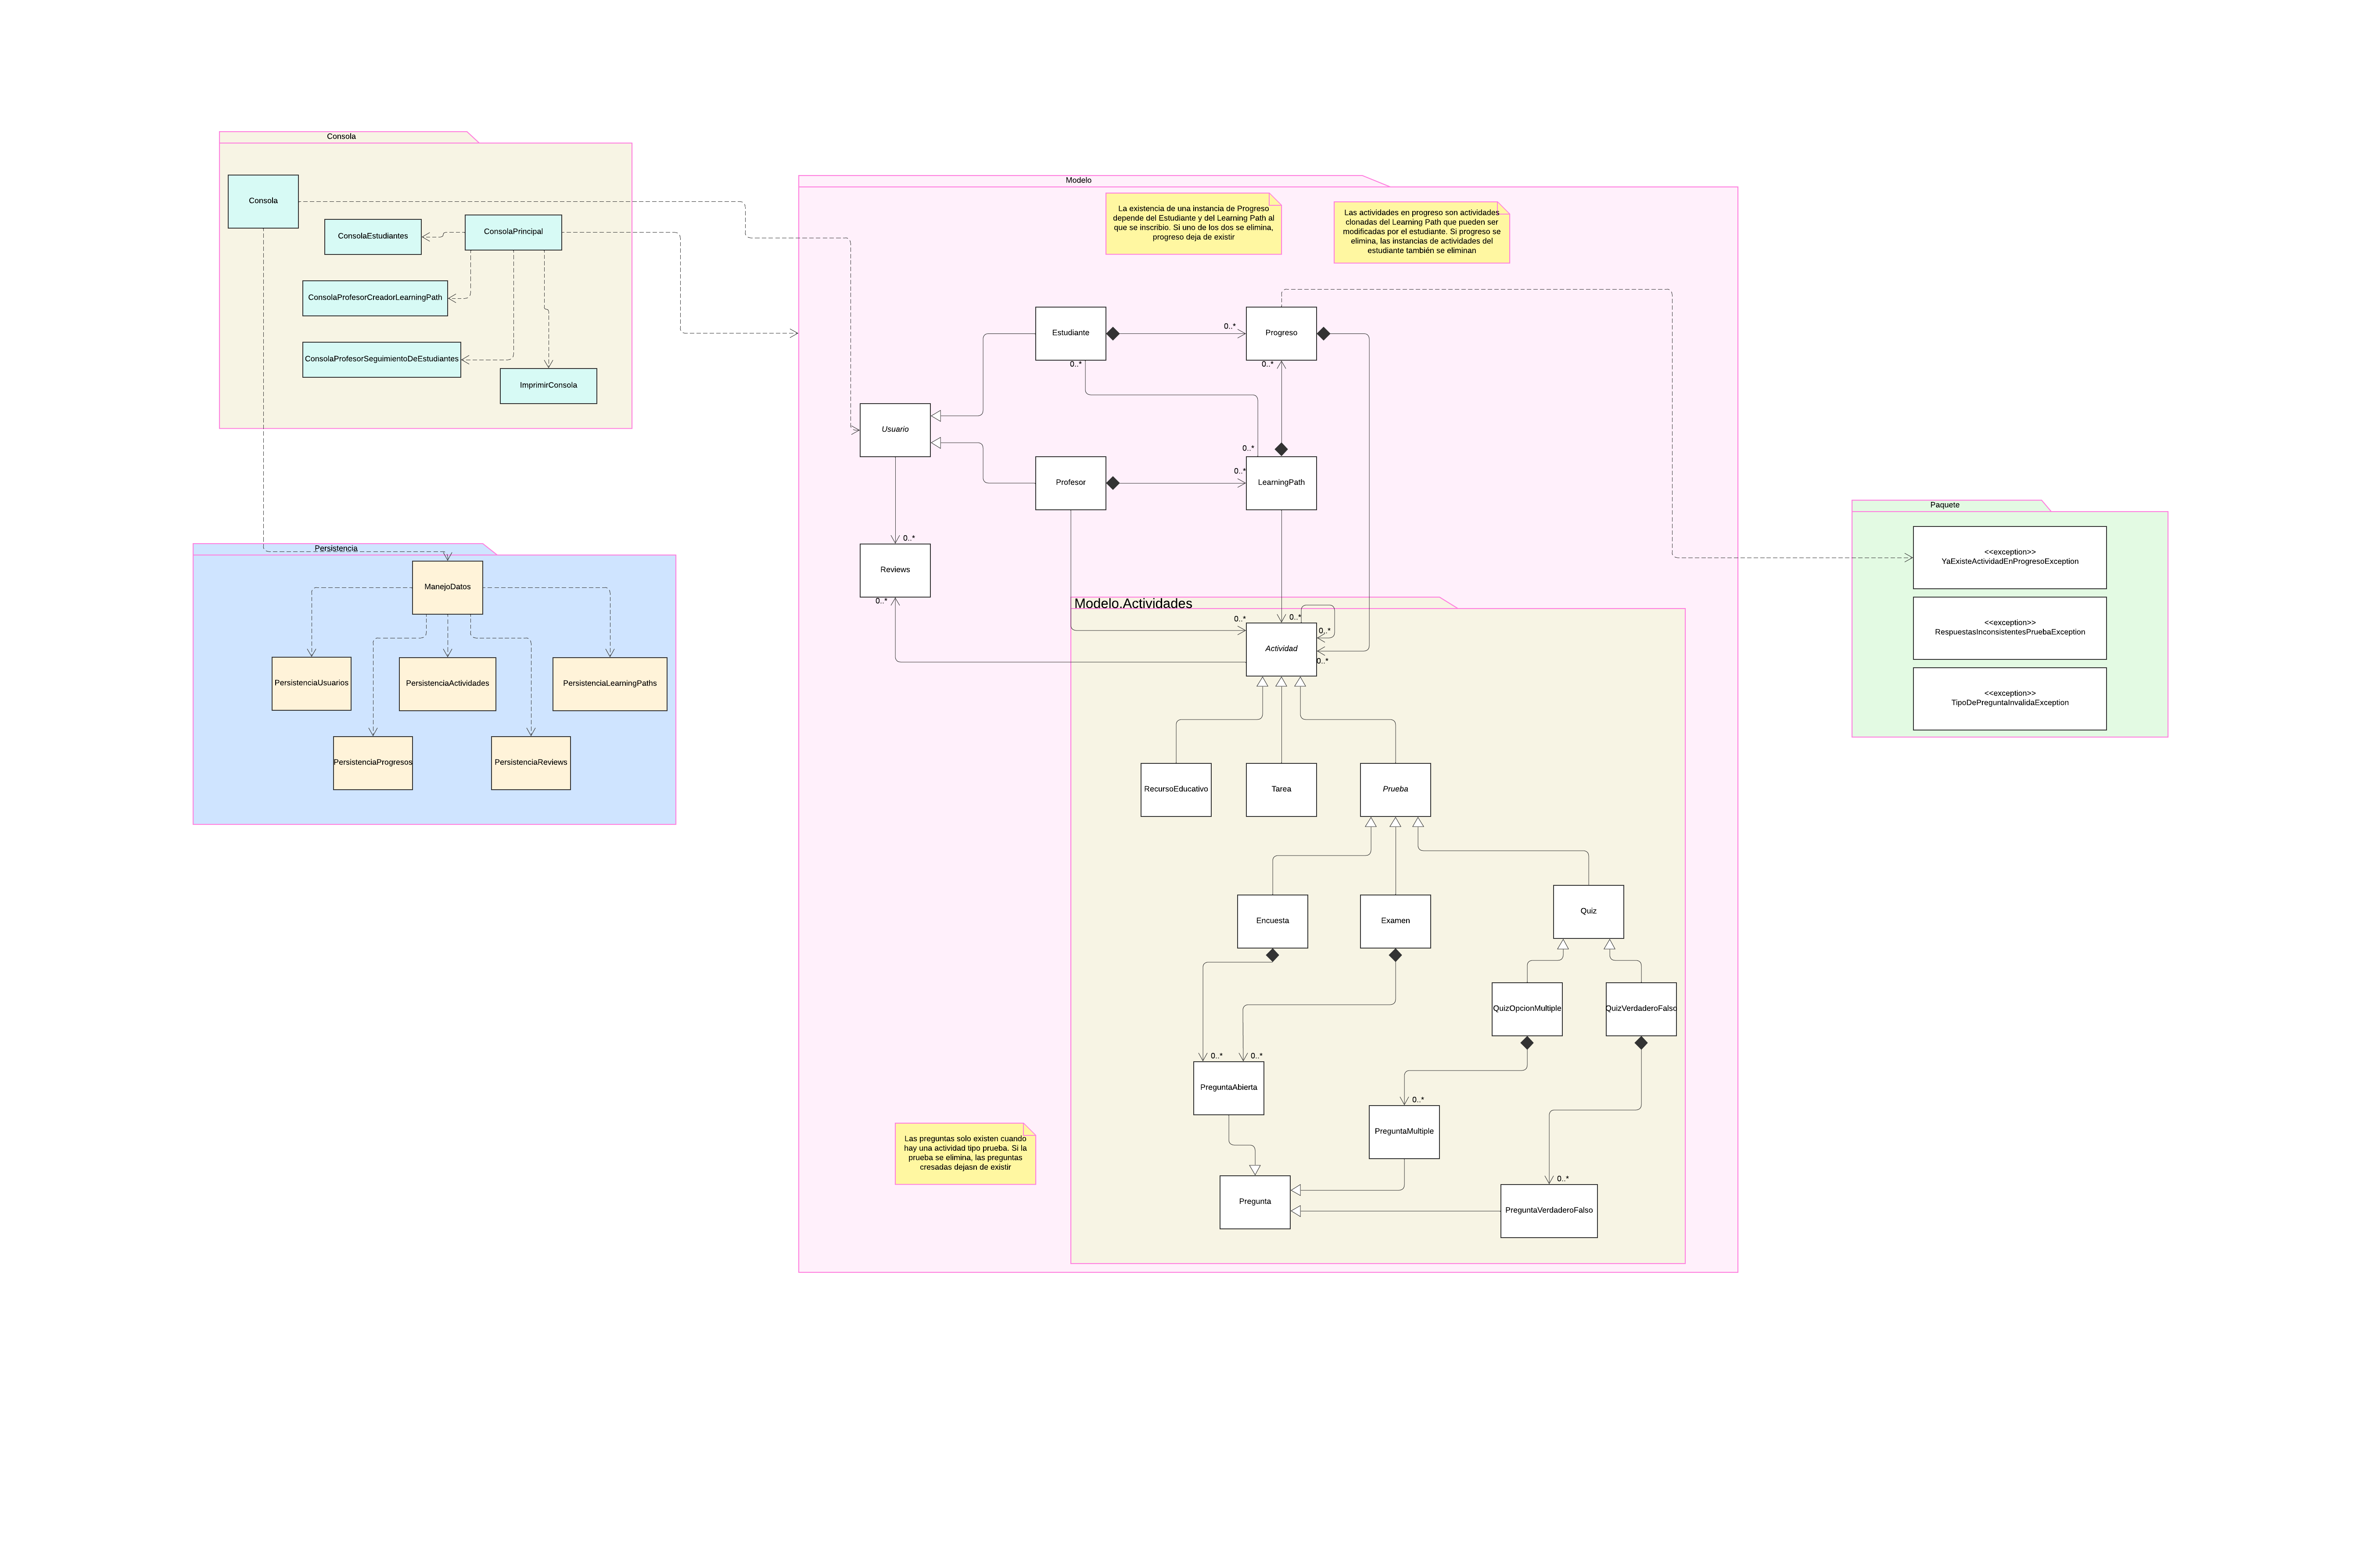 Consola
Consola
ConsolaEstudiantes
ConsolaPrincipal
ConsolaProfesorCreadorLearningPath
ConsolaProfesorSeguimientoDeEstudiantes
ImprimirConsola
Persistencia
ManejoDatos
PersistenciaUsuarios
PersistenciaActividades
PersistenciaLearningPaths
PersistenciaProgresos
PersistenciaReviews
Modelo
La existencia de una instancia de Progreso
depende del Estudiante y del Learning Path al
que se inscribio. Si uno de los dos se elimina,
progreso deja de existir
Las actividades en progreso son actividades
clonadas del Learning Path que pueden ser
modificadas por el estudiante. Si progreso se
elimina, las instancias de actividades del
estudiante también se eliminan
Estudiante
0..*
Progreso
0..*
0..*
Usuario
0..*
0..*
Profesor
LearningPath
0..*
Reviews
0..*
Modelo.Actividades
0..*
0..*
0..*
Actividad
0..*
RecursoEducativo
Tarea
Prueba
Encuesta
Examen
Quiz
QuizOpcionMultiple
QuizVerdaderoFalso
0..*
0..*
PreguntaAbierta
0..*
PreguntaMultiple
Las preguntas solo existen cuando
hay una actividad tipo prueba. Si la
prueba se elimina, las preguntas
cresadas dejasn de existir
0..*
Pregunta
PreguntaVerdaderoFalso
Paquete
<<exception>>
YaExisteActividadEnProgresoException
<<exception>>
RespuestasInconsistentesPruebaException
<<exception>>
TipoDePreguntaInvalidaException